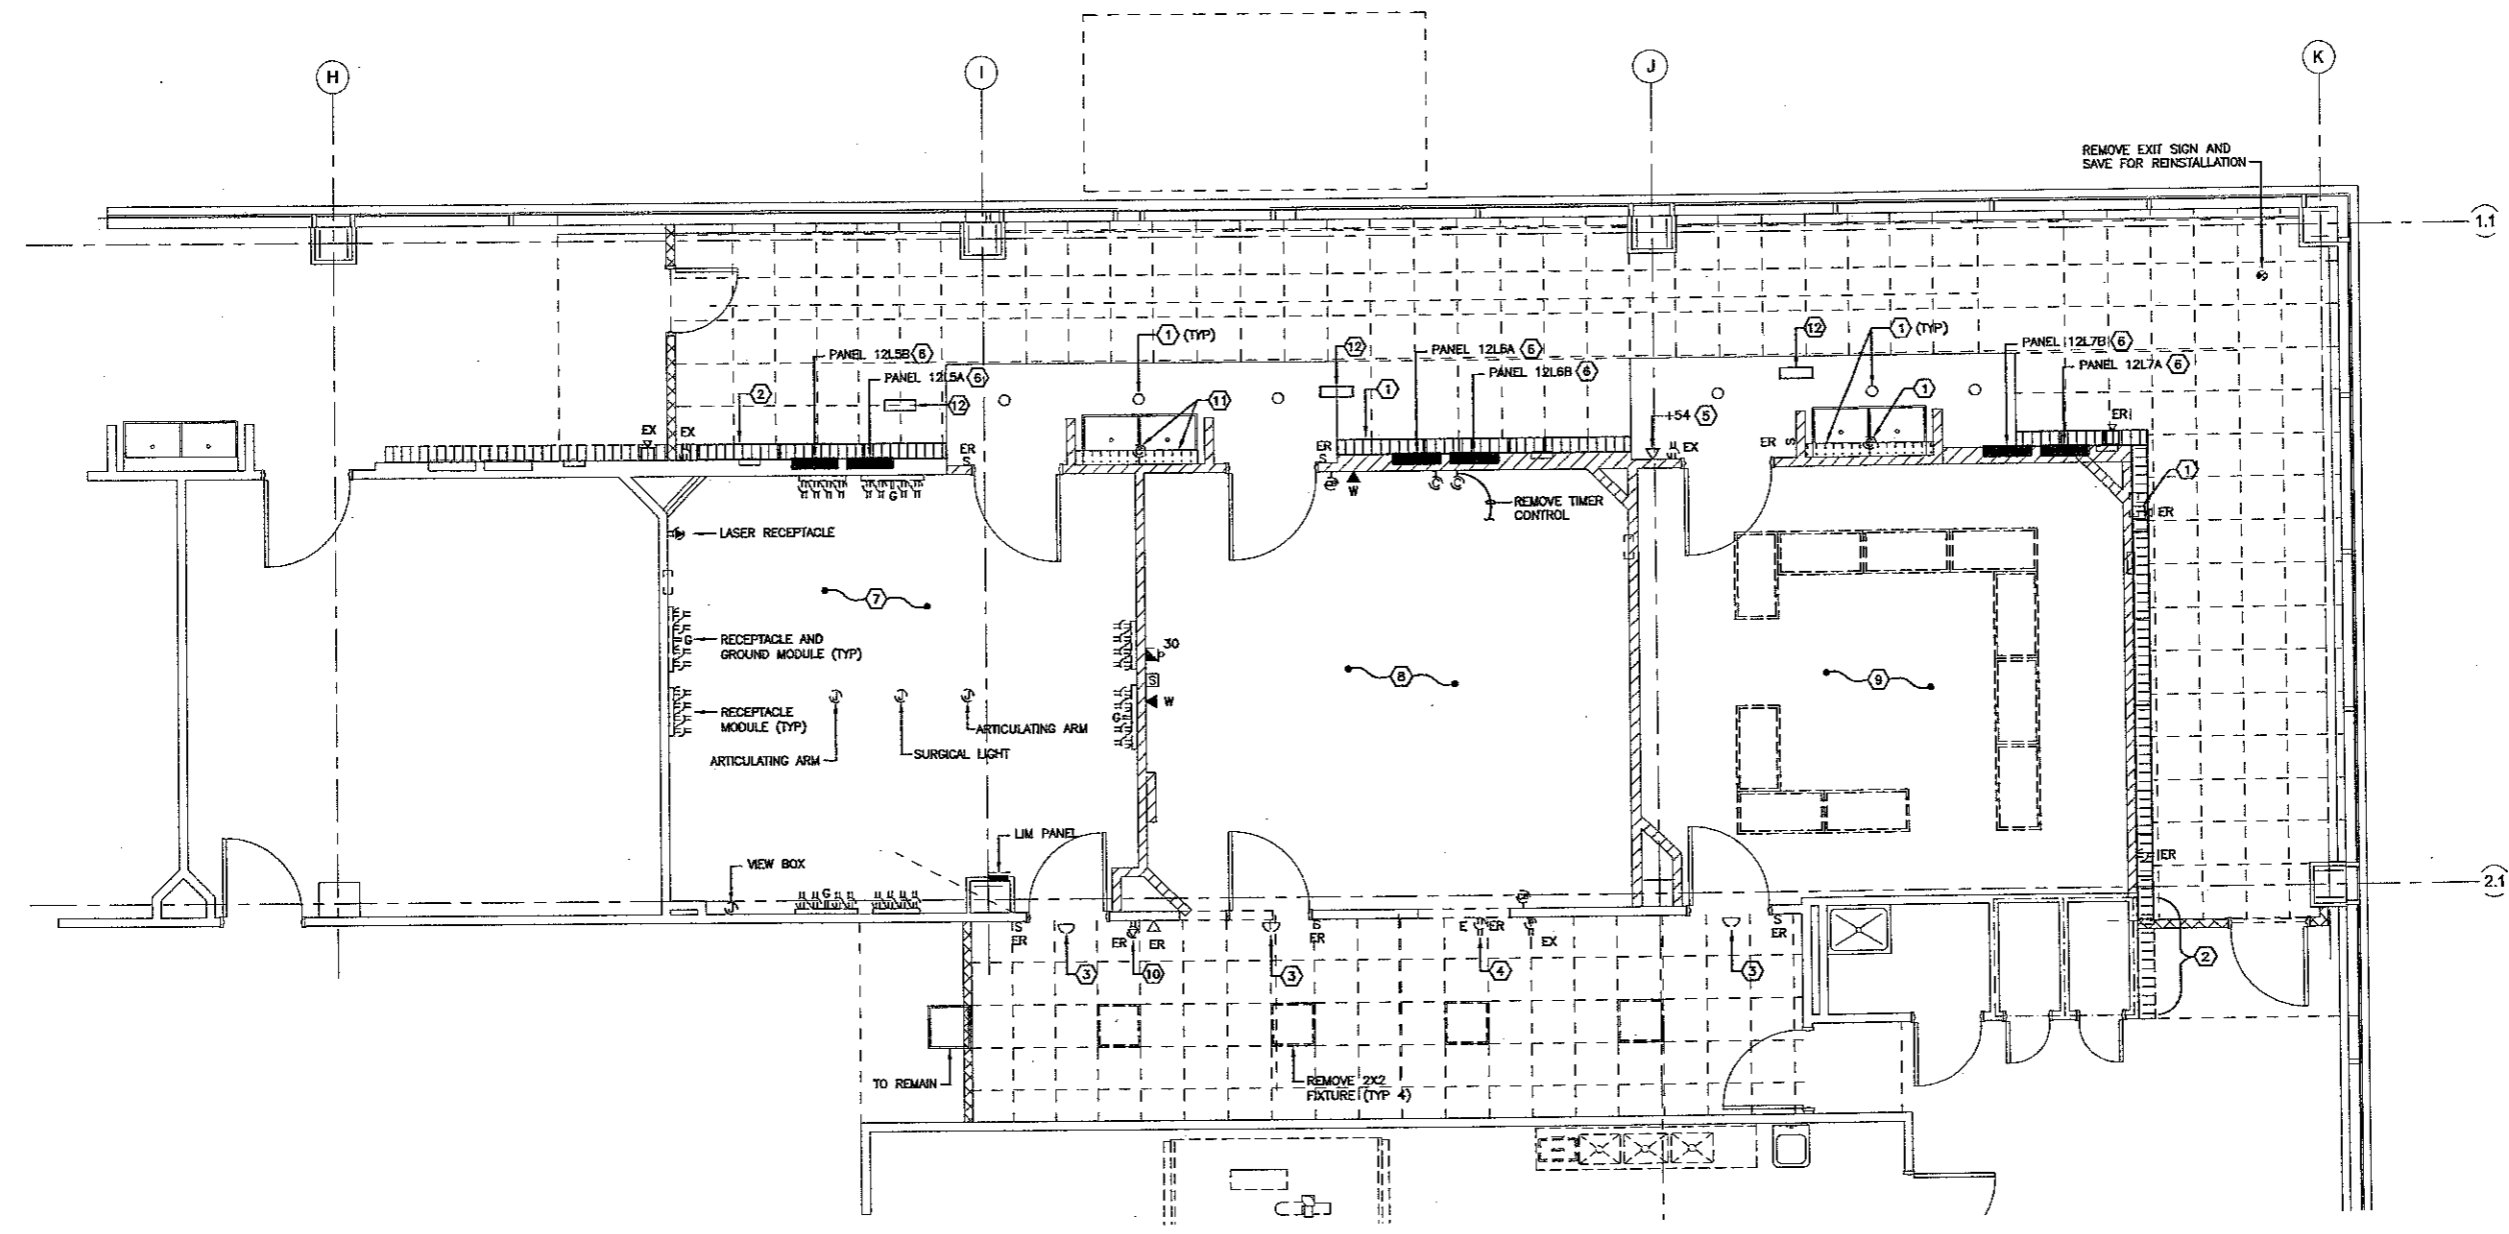 H
I
J
K
REMOVE EXIT SIGN AND
SAVE FOR REINSTALLATION
1.1
PANEL 12L5B 6
PANEL 12L5A 6
2
12
1 (TYP)
11
12
1
PANEL 12L6A 6
PANEL 12L6B 6
+54 5
12
1 (TYP)
1
PANEL 12L7B 6
PANEL 12L7A 6
EX
EX
ER
S
ER
S
EX
ER
S
ER
1
ER
G
W
REMOVE TIMER
CONTROL
LASER RECEPTACLE
7
G
RECEPTACLE AND
GROUND MODULE (TYP)
30
P
S
W
8
9
RECEPTACLE
MODULE (TYP)
G
ARTICULATING ARM
SURGICAL LIGHT
ARTICULATING ARM
LIM PANEL
VIEW BOX
G
ER
2.1
S
ER
3
ER
10
ER
3
S
ER
E
ER
4
EX
3
S
ER
2
TO REMAIN
REMOVE 2X2
FIXTURE (TYP 4)